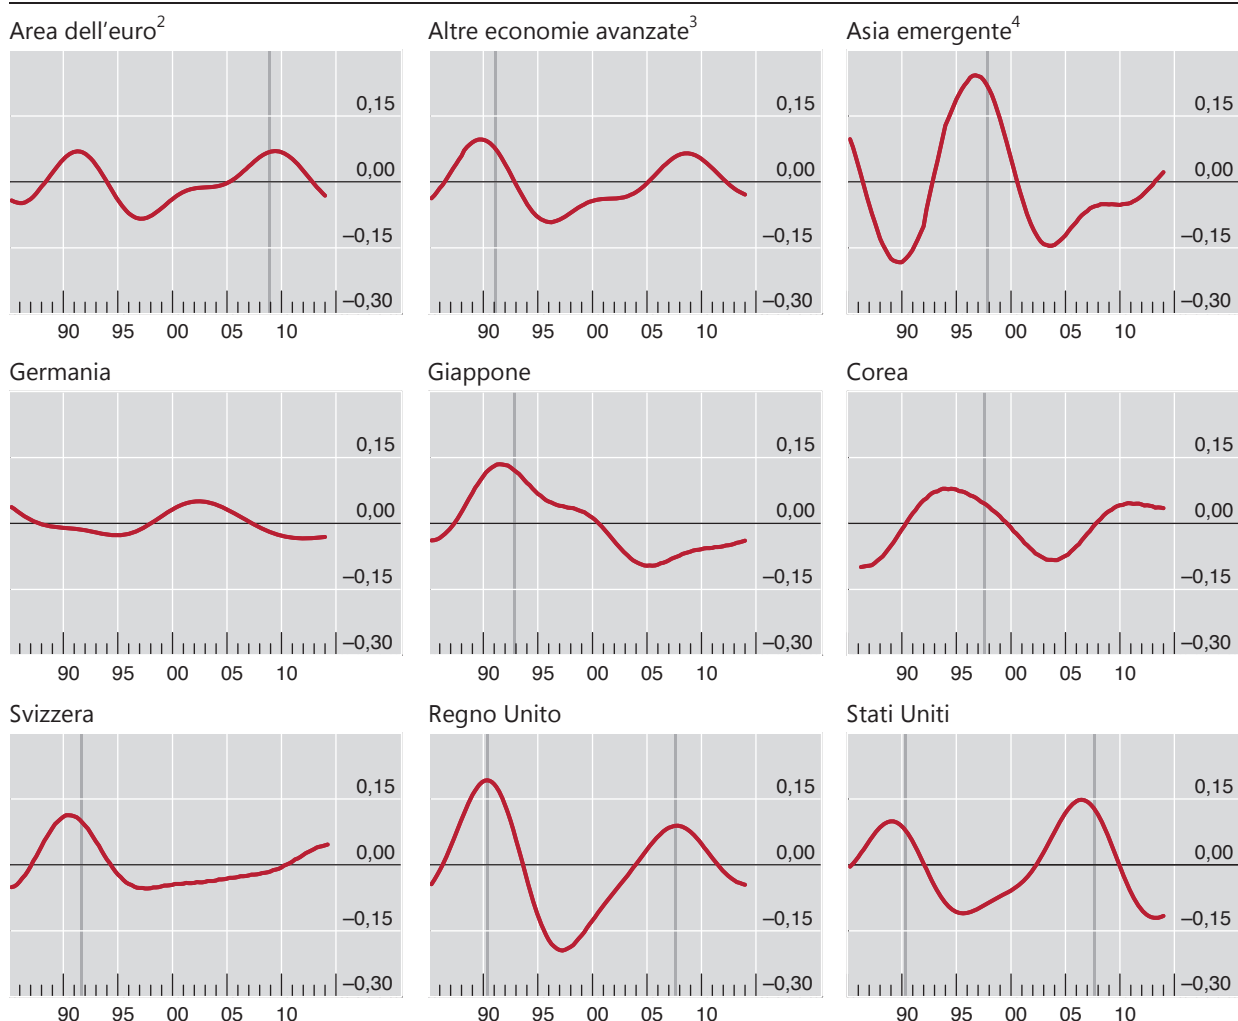 Area dell'euro2 Altre economie avanzate3 Asia emergente4
0,15 0,15 0,15
0,00 0,00 0,00
–0,15 –0,15 –0,15
–0,30 –0,30 –0,30
90 95 00 05 10 90 95 00 05 10 90 95 00 05 10
Germania Giappone Corea
0,15 0,15 0,15
0,00 0,00 0,00
–0,15 –0,15 –0,15
–0,30 –0,30 –0,30
90 95 00 05 10 90 95 00 05 10 90 95 00 05 10
Svizzera Regno Unito Stati Uniti
0,15 0,15 0,15
0,00 0,00 0,00
–0,15 –0,15 –0,15
–0,30 –0,30 –0,30
90 95 00 05 10 90 95 00 05 10 90 95 00 05 10